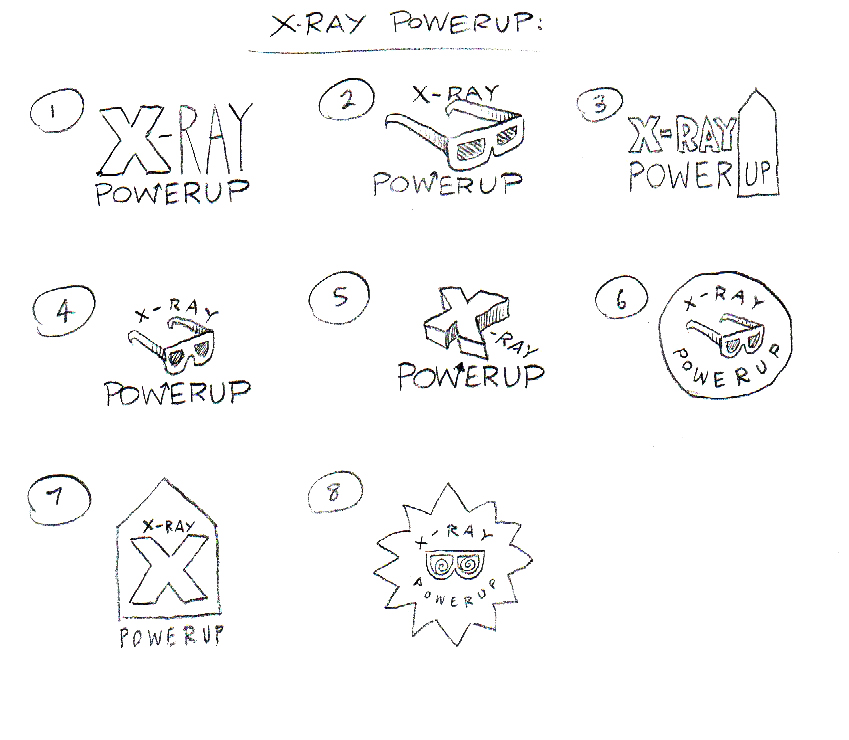 X-RAY POWERUP:
1
X-RAY
POWERUP
2
X-RAY
POWERUP
3
X-RAY
POWER UP
4
X-RAY
POWERUP
5
X-RAY
POWERUP
6
X-RAY
POWERUP
7
X-RAY
X
POWERUP
8
X-RAY
POWERUP